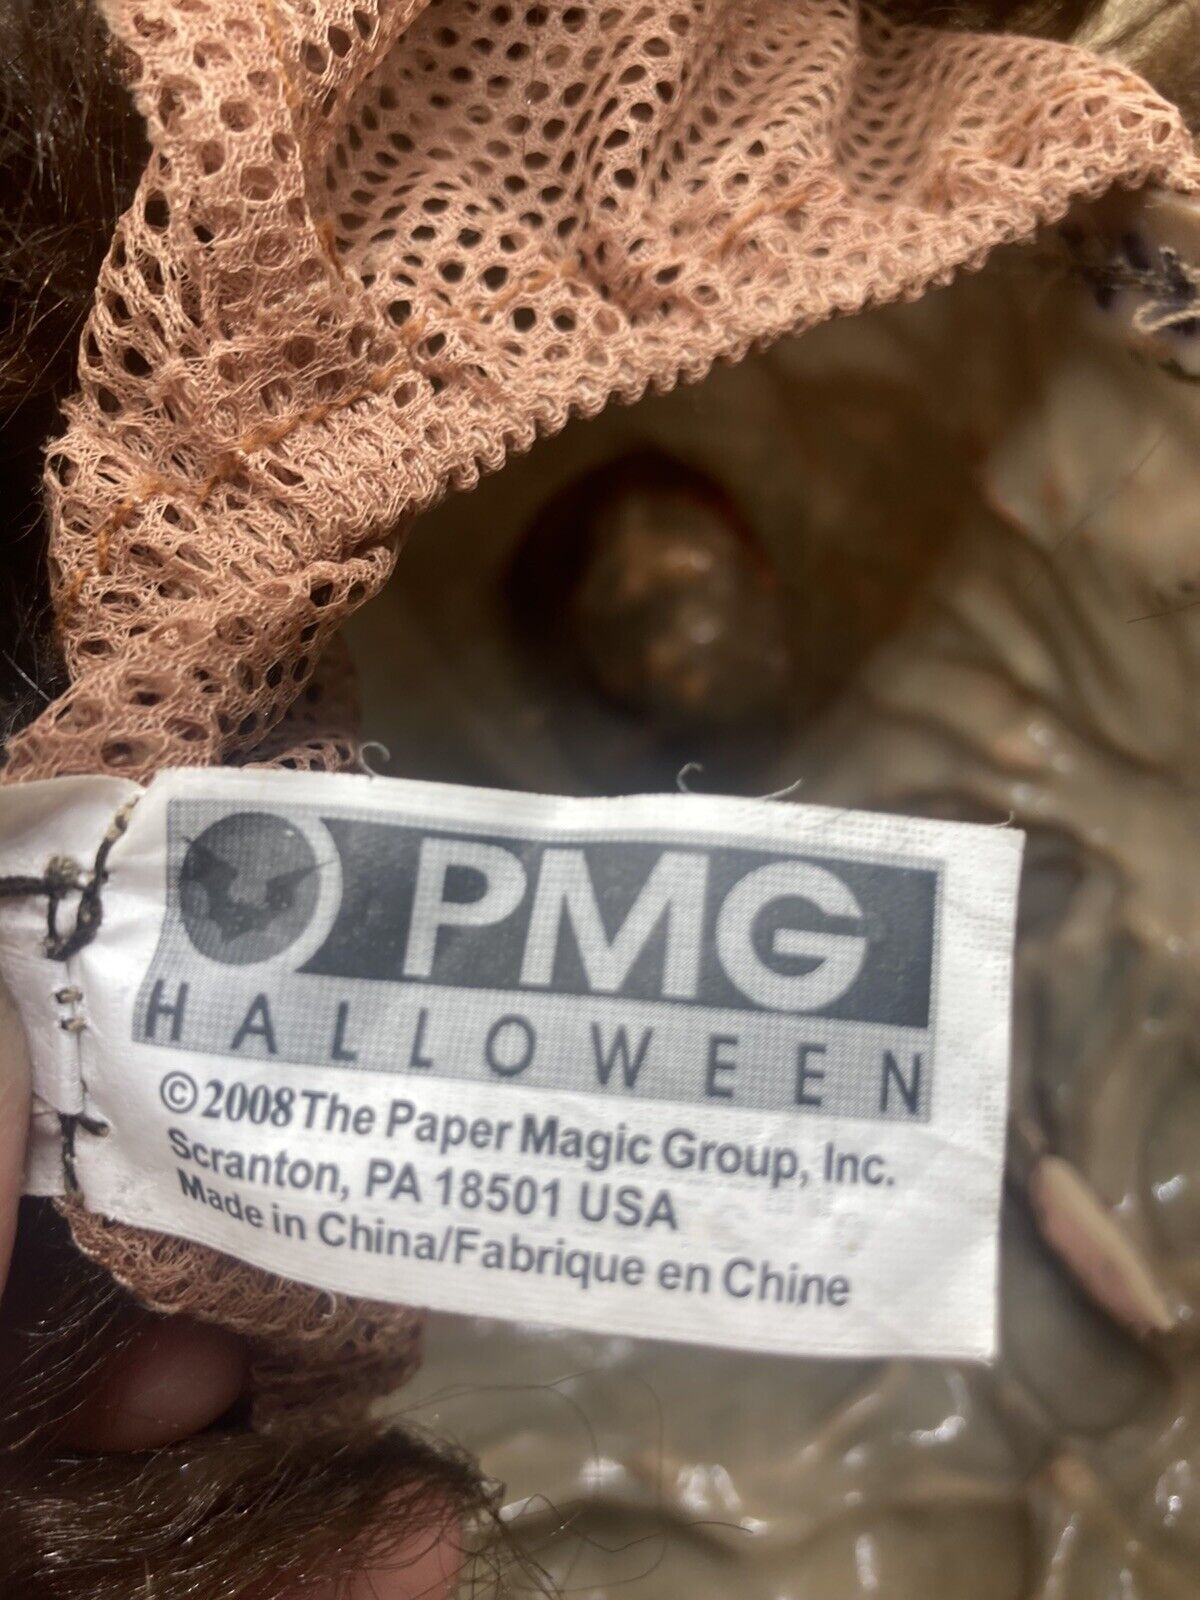 PMG
HALLOWEEN
©2008 The Paper Magic Group, Inc.
Scranton, PA 18501 USA
Made in China/Fabrique en Chine